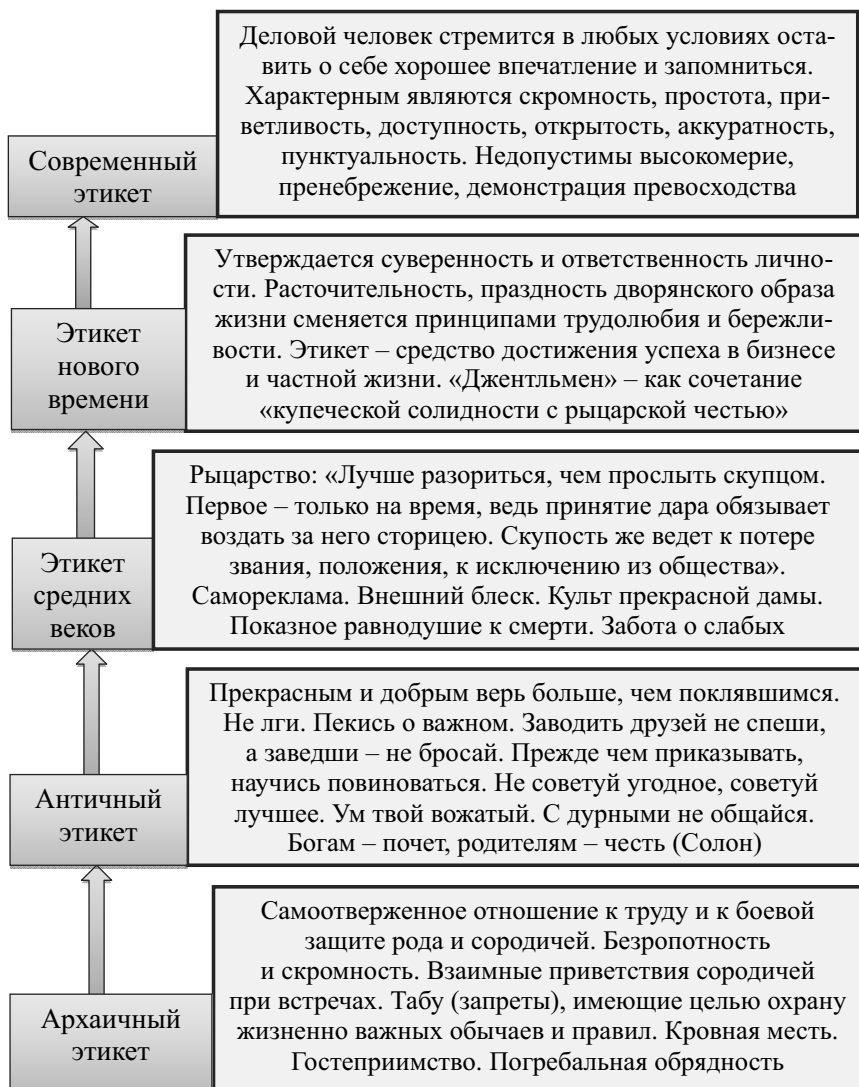 Деловой человек стремится в любых условиях оста-
вить о себе хорошее впечатление и запомниться.
Характерным являются скромность, простота, при-
ветливость, доступность, открытость, аккуратность,
пунктуальность. Недопустимы высокомерие,
пренебрежение, демонстрация превосходства
Современный
этикет
Утверждается суверенность и ответственность лично-
сти. Расточительность, праздность дворянского образа
жизни сменяется принципами трудолюбия и бережли-
вости. Этикет – средство достижения успеха в бизнесе
и частной жизни. «Джентльмен» – как сочетание
«купеческой солидности с рыцарской честью»
Этикет
нового
времени
Рыцарство: «Лучше разориться, чем прослыть скупцом.
Первое – только на время, ведь принятие дара обязывает
воздать за него сторицею. Скупость же ведет к потере
звания, положения, к исключению из общества».
Самореклама. Внешний блеск. Культ прекрасной дамы.
Показное равнодушие к смерти. Забота о слабых
Этикет
средних
веков
Прекрасным и добрым верь больше, чем поклявшимся.
Не лги. Пекись о важном. Заводить друзей не спеши,
а заведши – не бросай. Прежде чем приказывать,
научись повиноваться. Не советуй угодное, советуй
лучшее. Ум твой вожатый. С дурными не общайся.
Богам – почет, родителям – честь (Солон)
Античный
этикет
Самоотверженное отношение к труду и к боевой
защите рода и сородичей. Безропотность
и скромность. Взаимные приветствия сородичей
при встречах. Табу (запреты), имеющие целью охрану
жизненно важных обычаев и правил. Кровная месть.
Гостеприимство. Погребальная обрядность
Архаичный
этикет